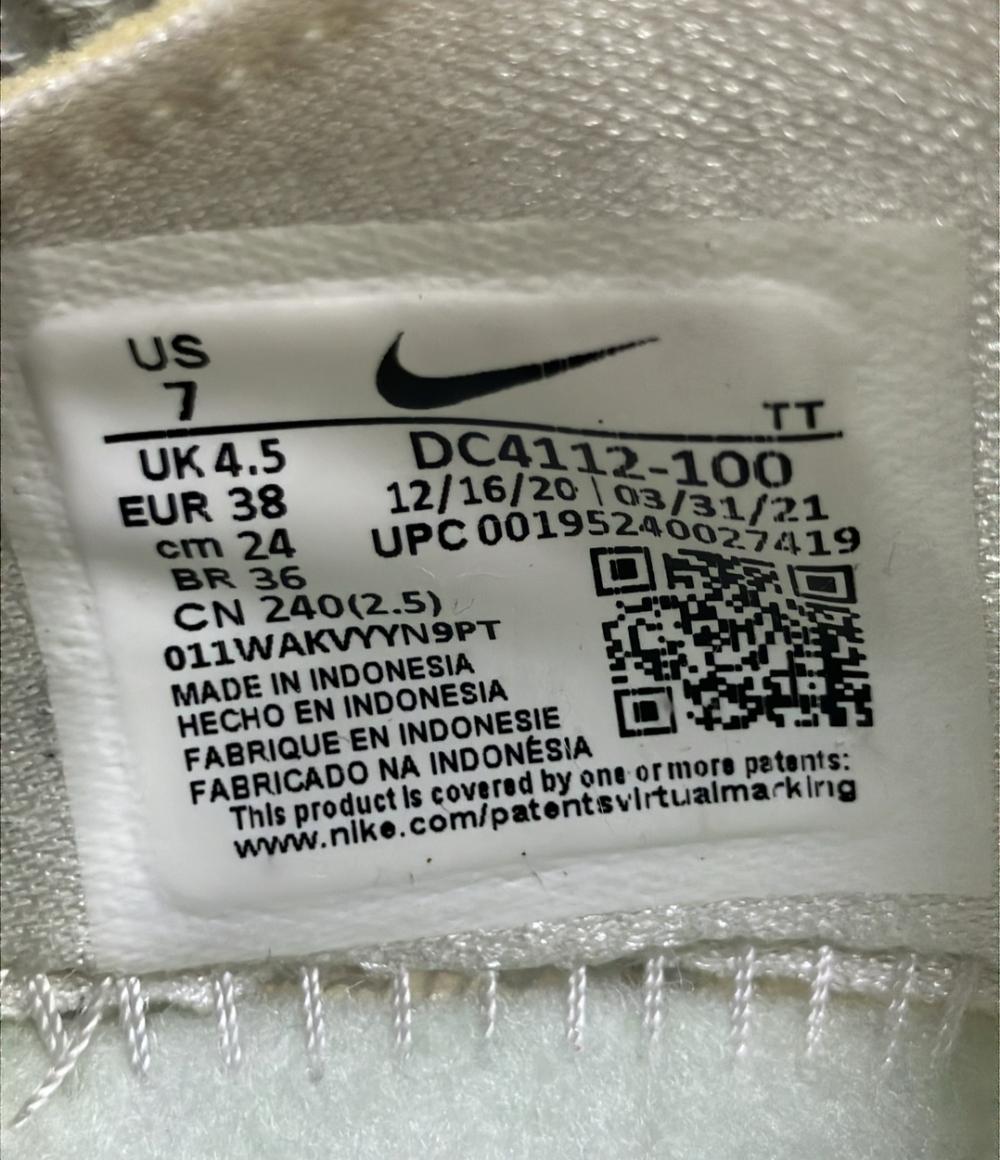 US
7
TT
UK 4.5
EUR 38
cm 24
BR 36
CN 240(2.5)
DC4112-100
12/16/20 | 03/31/21
UPC 00195240027419
011WAKVYYN9PT
MADE IN INDONESIA
HECHO EN INDONESIA
FABRIQUE EN INDONESIE
FABRICADO NA INDONÉSIA
This product is covered by one or more patents:
www.nike.com/patentsvirtualmarking